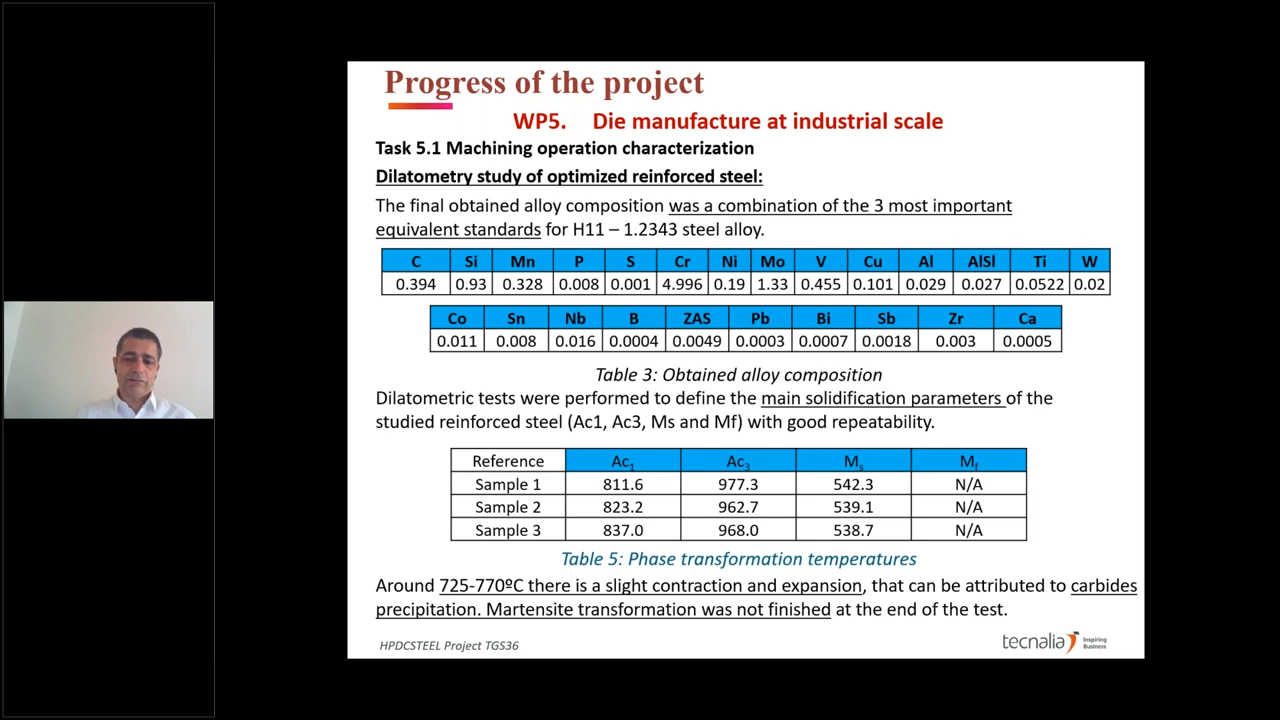 Progress of the project
WP5. Die manufacture at industrial scale
Task 5.1 Machining operation characterization
Dilatometry study of optimized reinforced steel:
The final obtained alloy composition was a combination of the 3 most important
equivalent standards for H11 – 1.2343 steel alloy.
C Si Mn P S Cr Ni Mo V Cu Al AlSl Ti W
0.394 0.93 0.328 0.008 0.001 4.996 0.19 1.33 0.455 0.101 0.029 0.027 0.0522 0.02
Co Sn Nb B ZAS Pb Bi Sb Zr Ca
0.011 0.008 0.016 0.0004 0.0049 0.0003 0.0007 0.0018 0.003 0.0005
Table 3: Obtained alloy composition
Dilatometric tests were performed to define the main solidification parameters of the
studied reinforced steel (Ac1, Ac3, Ms and Mf) with good repeatability.
Reference Ac₁ Ac₃ Mₛ M_f
Sample 1 811.6 977.3 542.3 N/A
Sample 2 823.2 962.7 539.1 N/A
Sample 3 837.0 968.0 538.7 N/A
Table 5: Phase transformation temperatures
Around 725-770ºC there is a slight contraction and expansion, that can be attributed to carbides
precipitation. Martensite transformation was not finished at the end of the test.
HPDCSTEEL Project TGS36
tecnalia Inspiring
Business